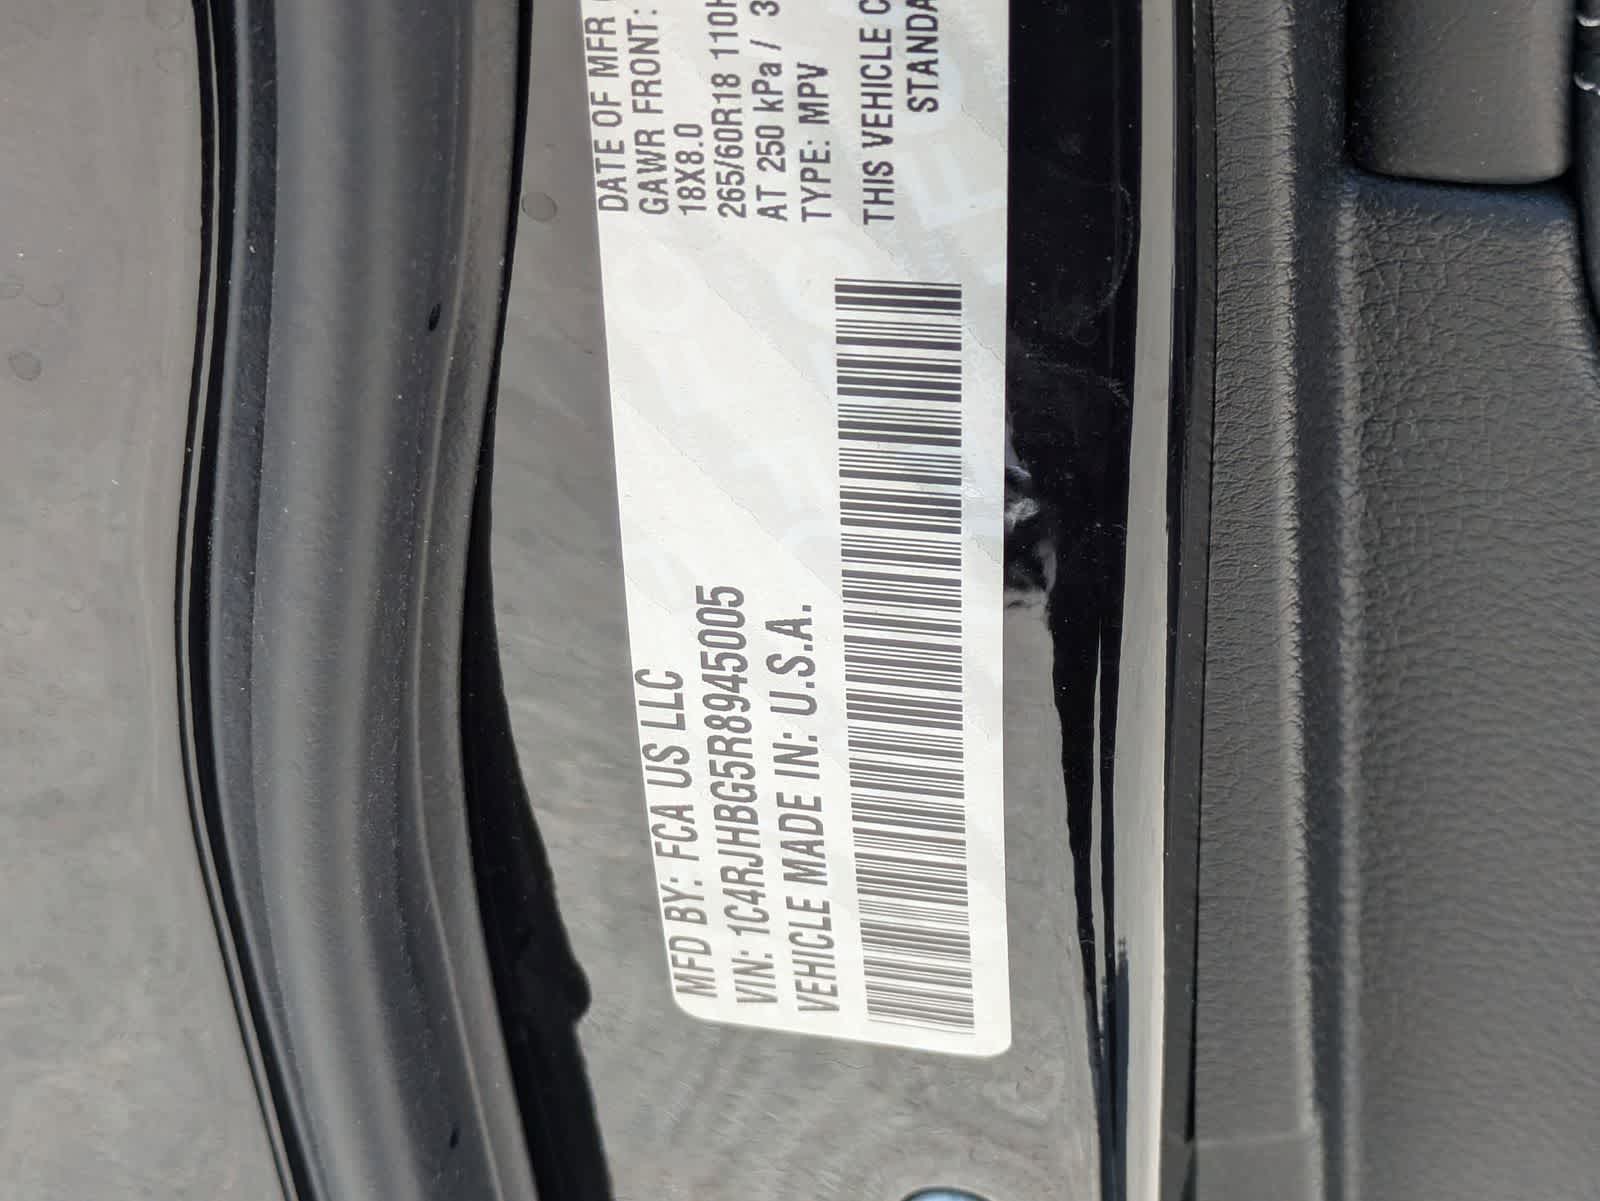 MFD BY: FCA US LLC
VIN: 1C4RJHBG5R8945005
VEHICLE MADE IN: U.S.A.
DATE OF MFR
GAWR FRONT:
18X8.0
265/60R18 110H
AT 250 kPa / 3
TYPE: MPV
THIS VEHICLE C
STANDA